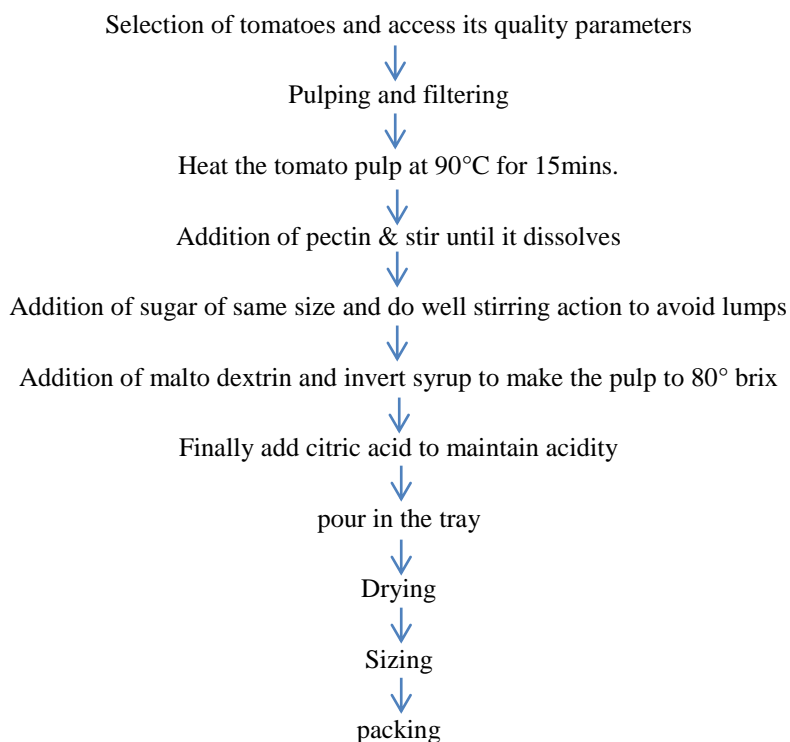 Selection of tomatoes and access its quality parameters
Pulping and filtering
Heat the tomato pulp at 90°C for 15mins.
Addition of pectin & stir until it dissolves
Addition of sugar of same size and do well stirring action to avoid lumps
Addition of malto dextrin and invert syrup to make the pulp to 80° brix
Finally add citric acid to maintain acidity
pour in the tray
Drying
Sizing
packing